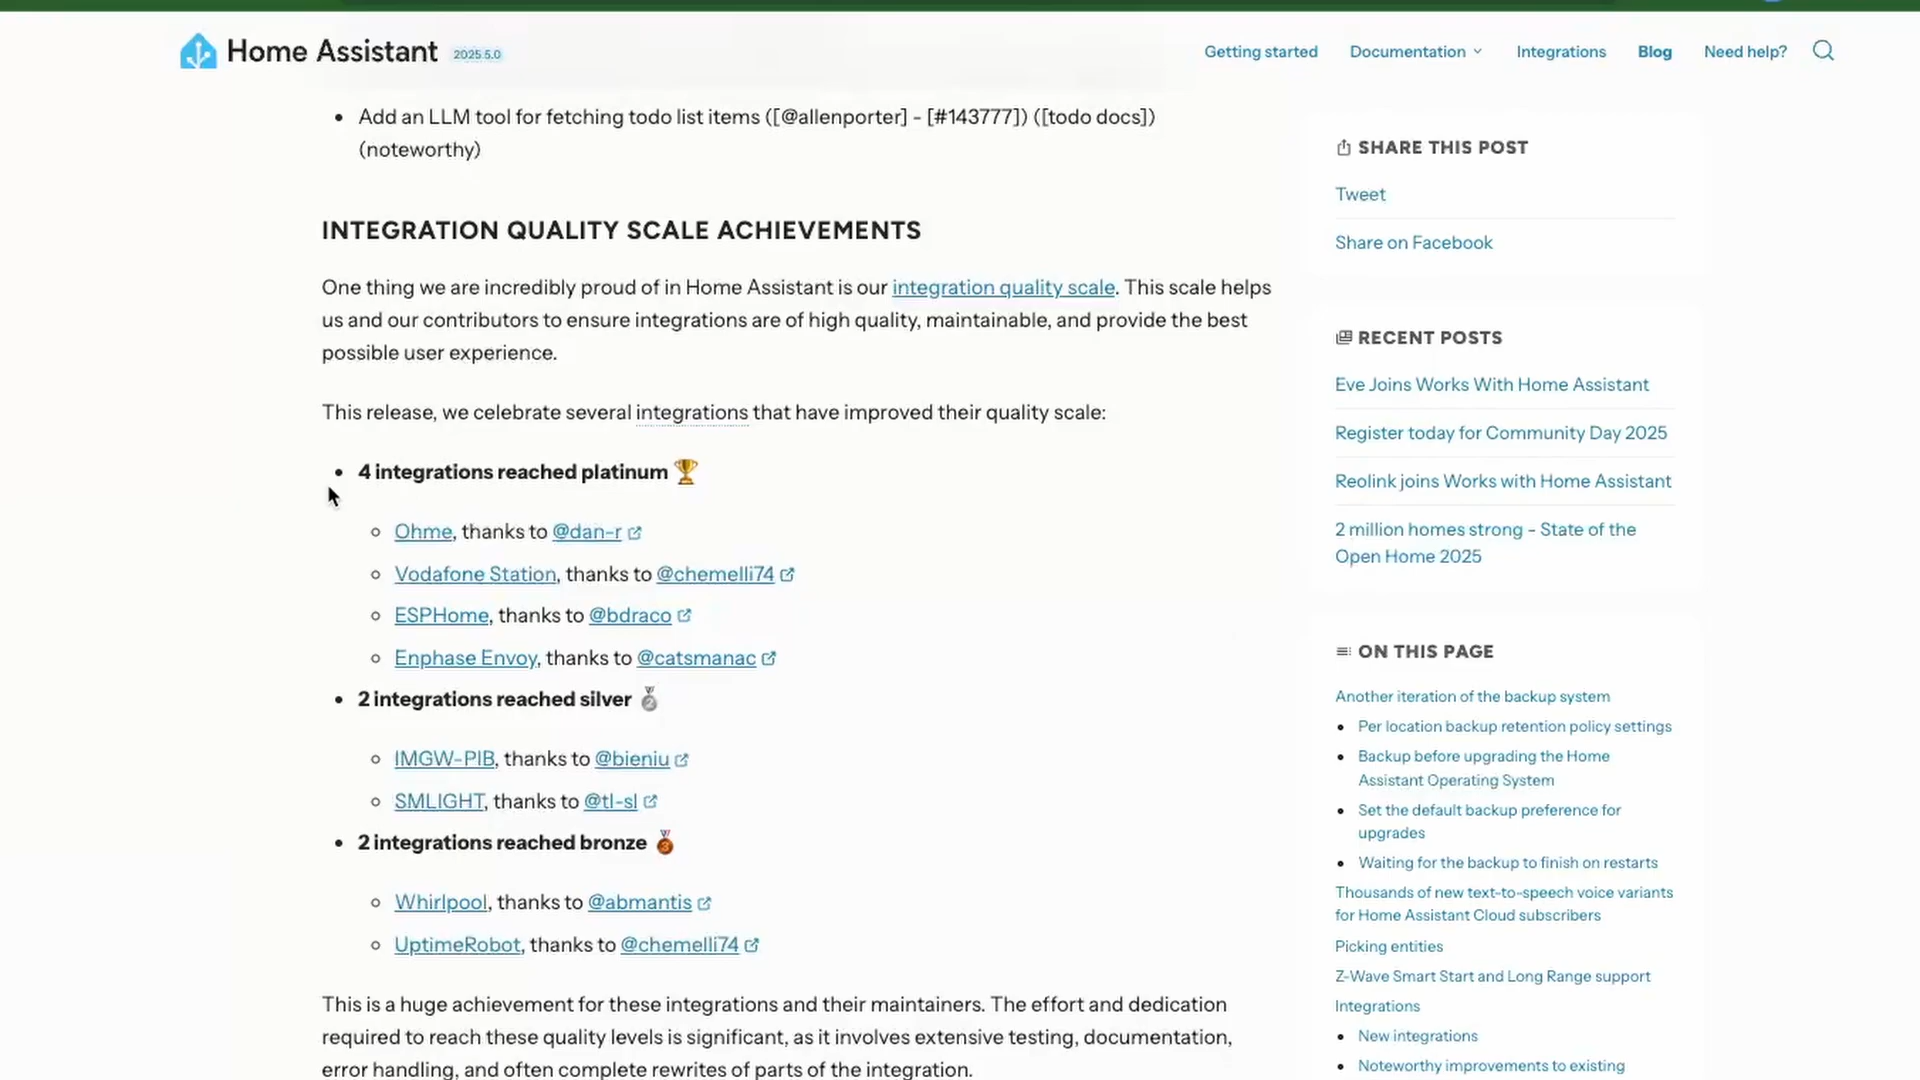 Home Assistant 2025.5.0
Getting started
Documentation
Integrations
Blog
Need help?
Add an LLM tool for fetching todo list items ([@allenporter] - [#143777]) ([todo docs])
(noteworthy)
INTEGRATION QUALITY SCALE ACHIEVEMENTS
One thing we are incredibly proud of in Home Assistant is our integration quality scale. This scale helps
us and our contributors to ensure integrations are of high quality, maintainable, and provide the best
possible user experience.
This release, we celebrate several integrations that have improved their quality scale:
4 integrations reached platinum 🏆
Ohme, thanks to @dan-r
Vodafone Station, thanks to @chemelli74
ESPHome, thanks to @bdraco
Enphase Envoy, thanks to @catsmanac
2 integrations reached silver 🥈
IMGW-PIB, thanks to @bieniu
SMLIGHT, thanks to @tl-sl
2 integrations reached bronze 🥉
Whirlpool, thanks to @abmantis
UptimeRobot, thanks to @chemelli74
This is a huge achievement for these integrations and their maintainers. The effort and dedication
required to reach these quality levels is significant, as it involves extensive testing, documentation,
error handling, and often complete rewrites of parts of the integration.
SHARE THIS POST
Tweet
Share on Facebook
RECENT POSTS
Eve Joins Works With Home Assistant
Register today for Community Day 2025
Reolink joins Works with Home Assistant
2 million homes strong - State of the
Open Home 2025
ON THIS PAGE
Another iteration of the backup system
Per location backup retention policy settings
Backup before upgrading the Home
Assistant Operating System
Set the default backup preference for
upgrades
Waiting for the backup to finish on restarts
Thousands of new text-to-speech voice variants
for Home Assistant Cloud subscribers
Picking entities
Z-Wave Smart Start and Long Range support
Integrations
New integrations
Noteworthy improvements to existing